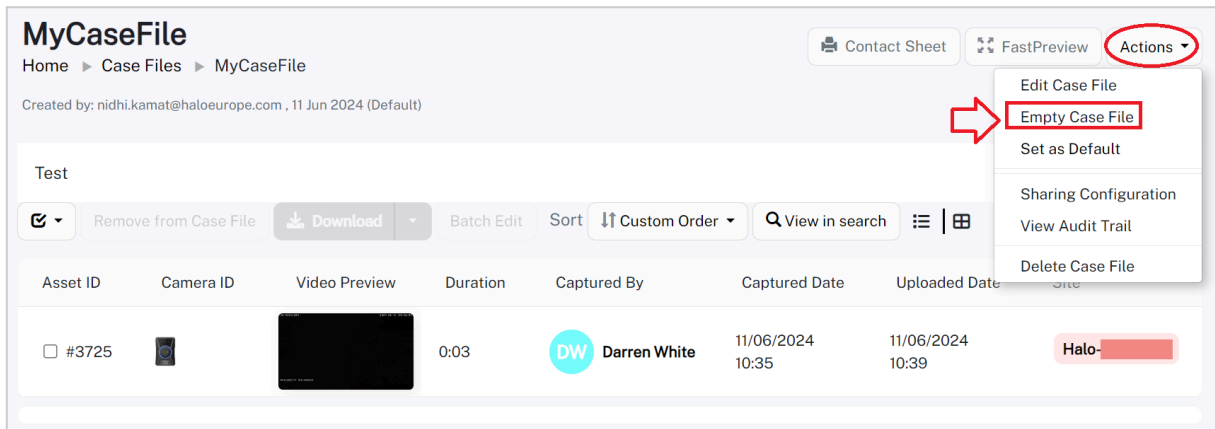 MyCaseFile
Home ▶ Case Files ▶ MyCaseFile
Created by: nidhi.kamat@haloeurope.com , 11 Jun 2024 (Default)
Contact Sheet
FastPreview
Actions
Edit Case File
Empty Case File
Set as Default
Sharing Configuration
View Audit Trail
Delete Case File
Test
Remove from Case File
Download
Batch Edit
Sort
Custom Order
View in search
Asset ID Camera ID Video Preview Duration Captured By Captured Date Uploaded Date Site
#3725
0:03
DW
Darren White
11/06/2024
10:35
11/06/2024
10:39
Halo-